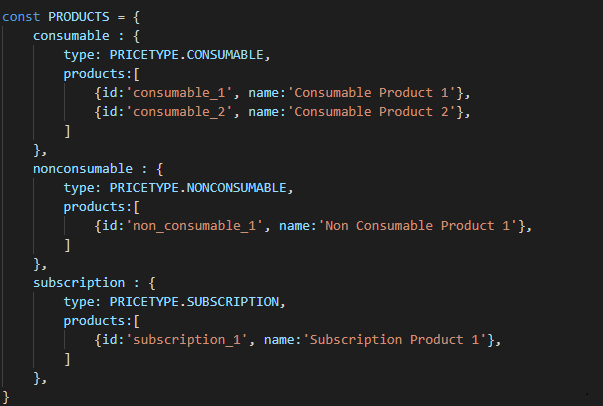 const PRODUCTS = {
    consumable : {
        type: PRICETYPE.CONSUMABLE,
        products:[
            {id:'consumable_1', name:'Consumable Product 1'},
            {id:'consumable_2', name:'Consumable Product 2'},
        ]
    },
    nonconsumable : {
        type: PRICETYPE.NONCONSUMABLE,
        products:[
            {id:'non_consumable_1', name:'Non Consumable Product 1'},
        ]
    },
    subscription : {
        type: PRICETYPE.SUBSCRIPTION,
        products:[
            {id:'subscription_1', name:'Subscription Product 1'},
        ]
    },
}